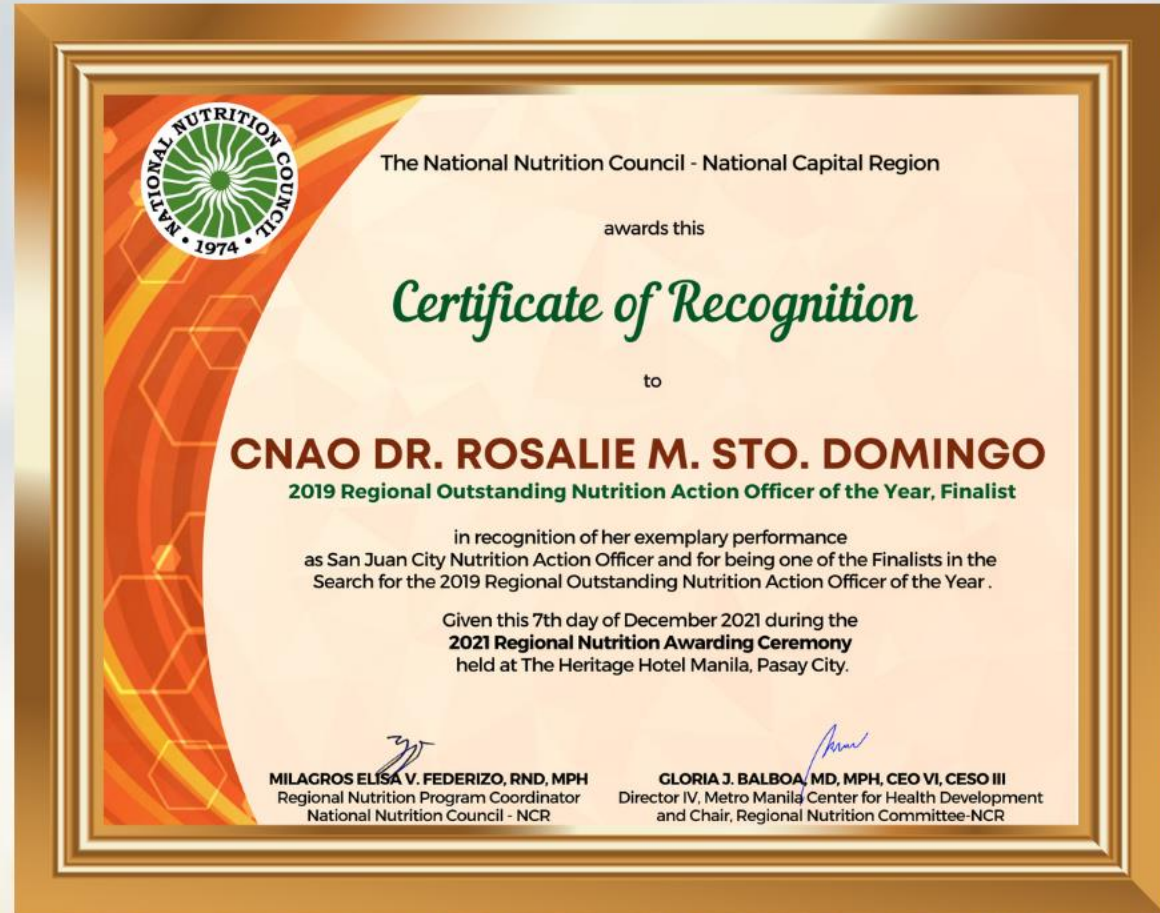 NATIONAL NUTRITION COUNCIL • 1974 •
The National Nutrition Council - National Capital Region
awards this
Certificate of Recognition
to
CNAO DR. ROSALIE M. STO. DOMINGO
2019 Regional Outstanding Nutrition Action Officer of the Year, Finalist
in recognition of her exemplary performance
as San Juan City Nutrition Action Officer and for being one of the Finalists in the
Search for the 2019 Regional Outstanding Nutrition Action Officer of the Year .
Given this 7th day of December 2021 during the
2021 Regional Nutrition Awarding Ceremony
held at The Heritage Hotel Manila, Pasay City.
MILAGROS ELISA V. FEDERIZO, RND, MPH
Regional Nutrition Program Coordinator
National Nutrition Council - NCR
GLORIA J. BALBOA, MD, MPH, CEO VI, CESO III
Director IV, Metro Manila Center for Health Development
and Chair, Regional Nutrition Committee-NCR